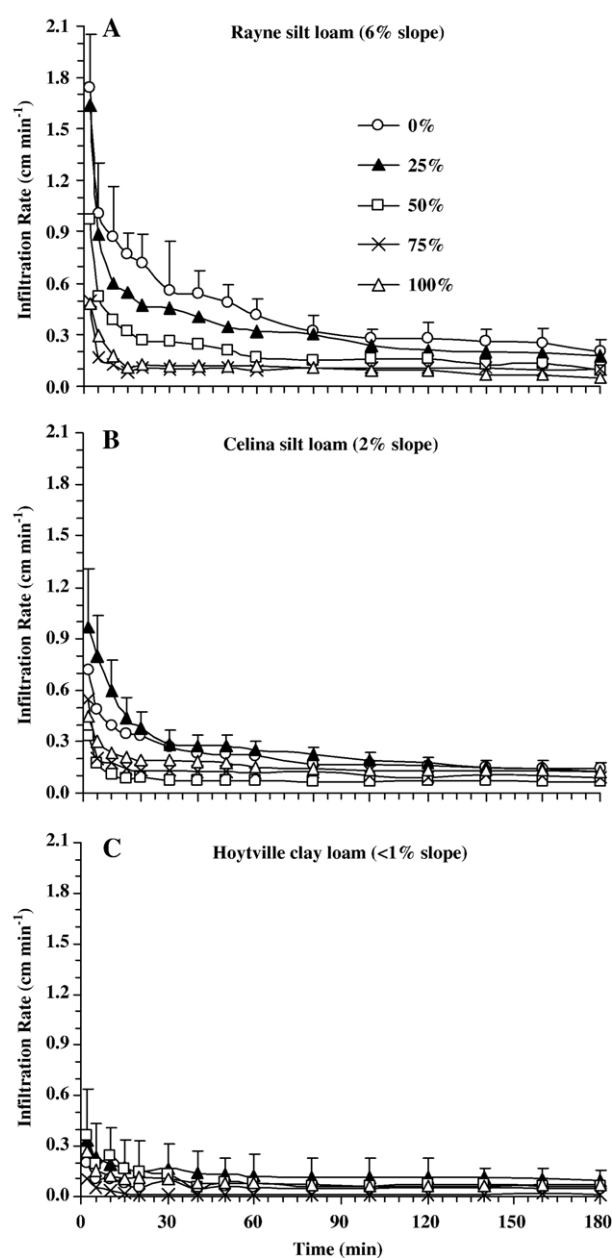 A
Rayne silt loam (6% slope)
2.1
1.8
1.5
1.2
0.9
0.6
0.3
0.0
Infiltration Rate (cm min-1)
0%
25%
50%
75%
100%
B
Celina silt loam (2% slope)
2.1
1.8
1.5
1.2
0.9
0.6
0.3
0.0
Infiltration Rate (cm min-1)
C
Hoytville clay loam (<1% slope)
2.1
1.8
1.5
1.2
0.9
0.6
0.3
0.0
Infiltration Rate (cm min-1)
0 30 60 90 120 150 180
Time (min)